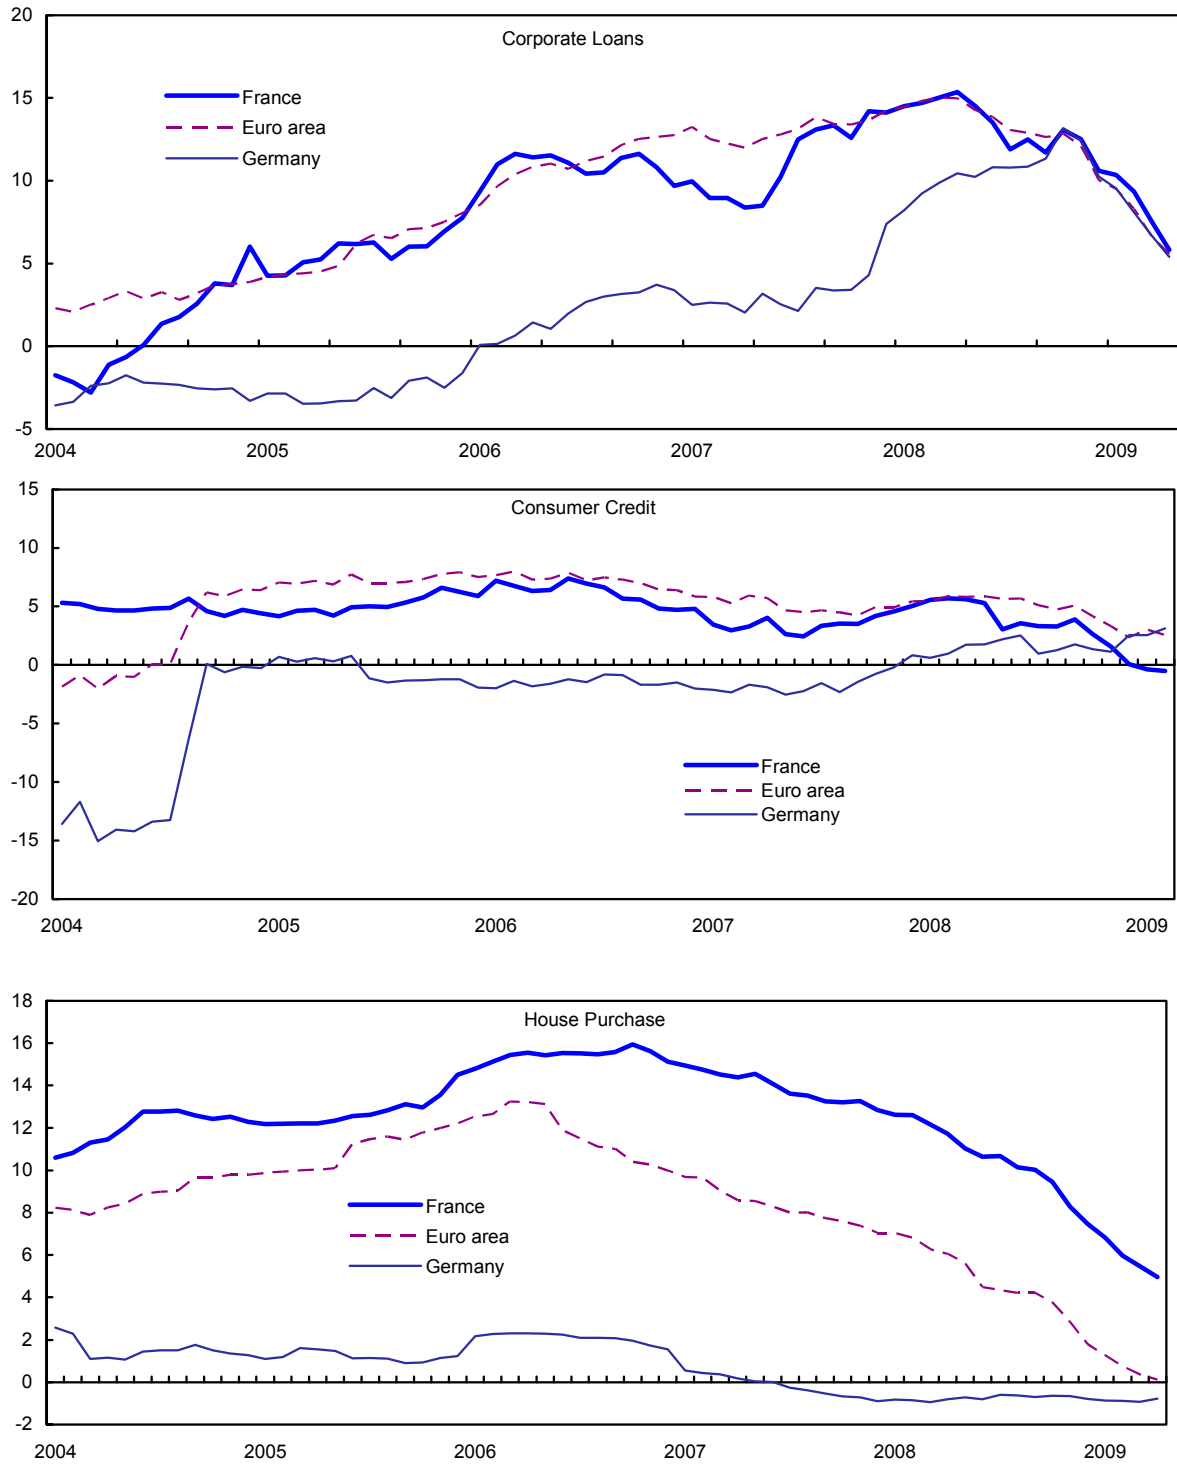 20
Corporate Loans
15
France
Euro area
Germany
10
5
0
-5
2004 2005 2006 2007 2008 2009
15
Consumer Credit
10
5
0
-5
France
Euro area
Germany
-10
-15
-20
2004 2005 2006 2007 2008 2009
18
House Purchase
16
14
12
10
France
Euro area
Germany
8
6
4
2
0
-2
2004 2005 2006 2007 2008 2009